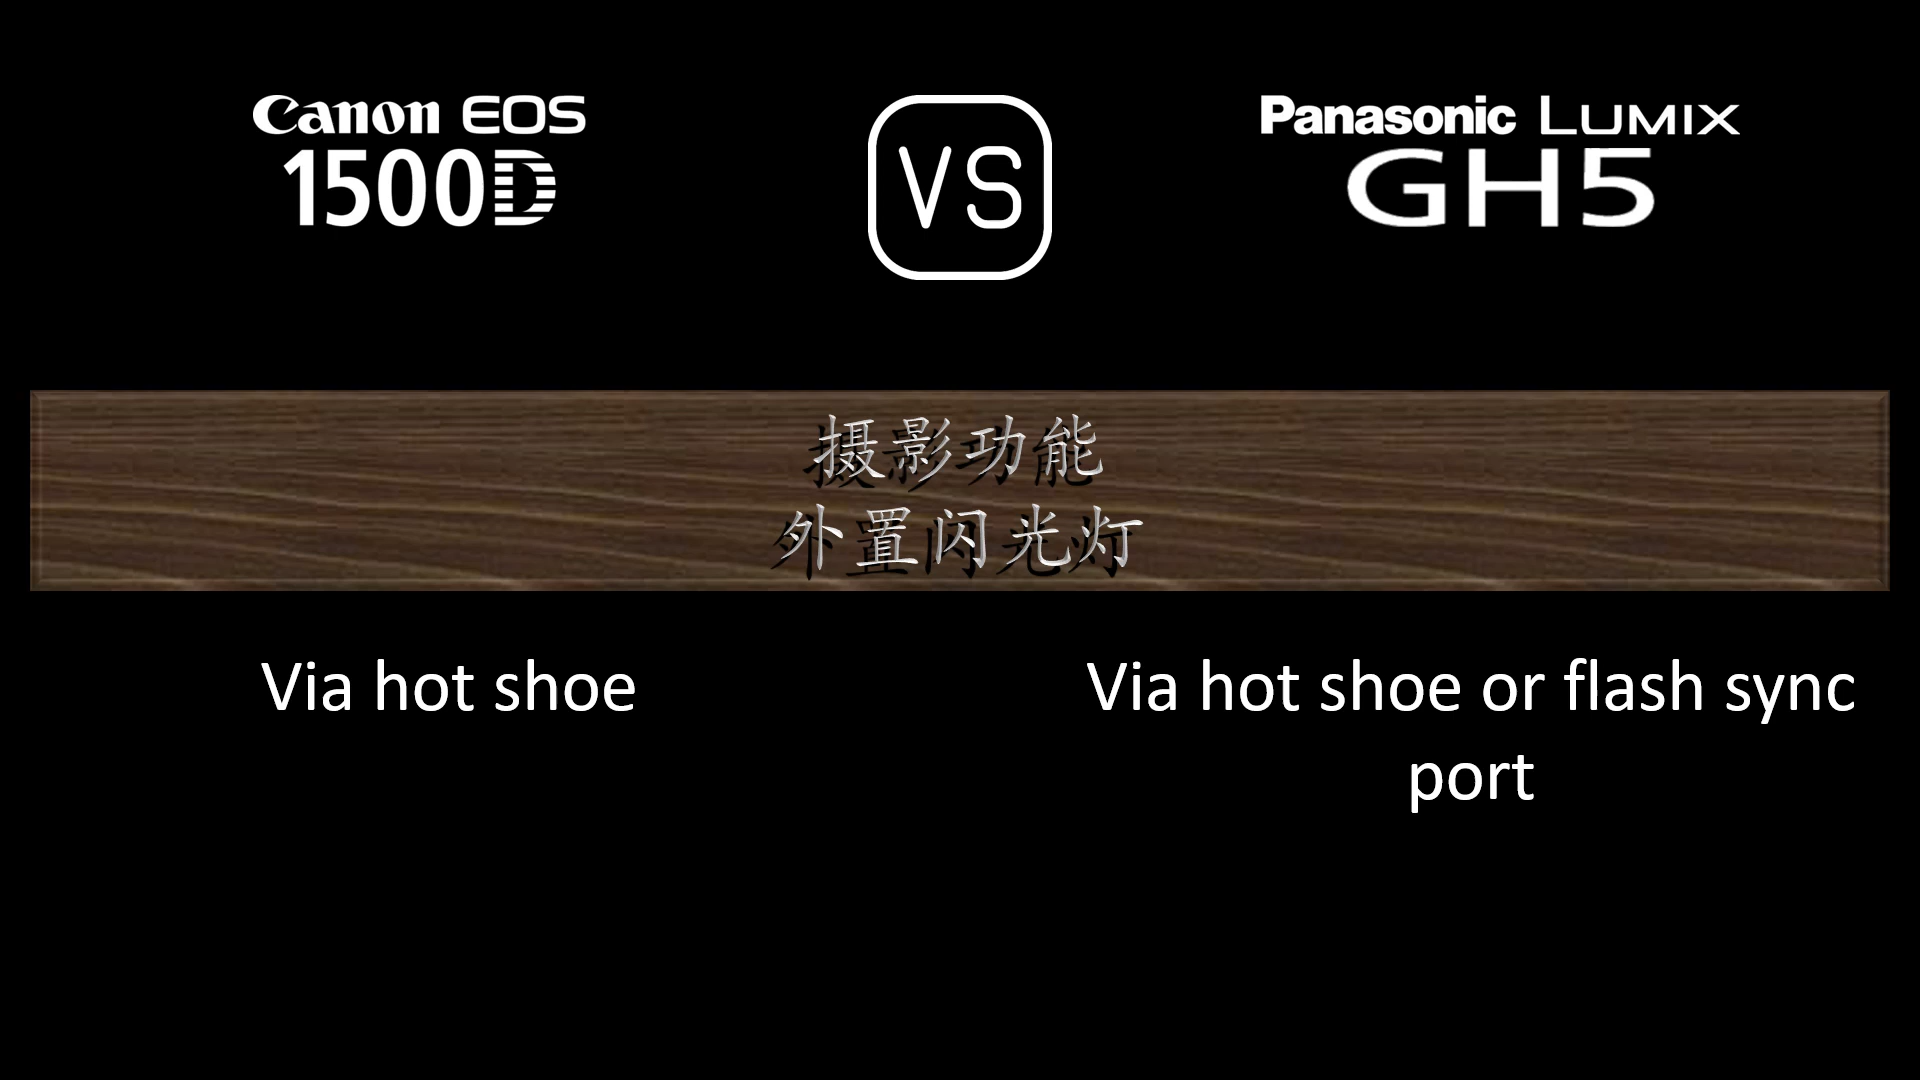 Canon EOS
1500D
VS
Panasonic LUMIX
GH5
摄影功能
外置闪光灯
Via hot shoe
Via hot shoe or flash sync
port